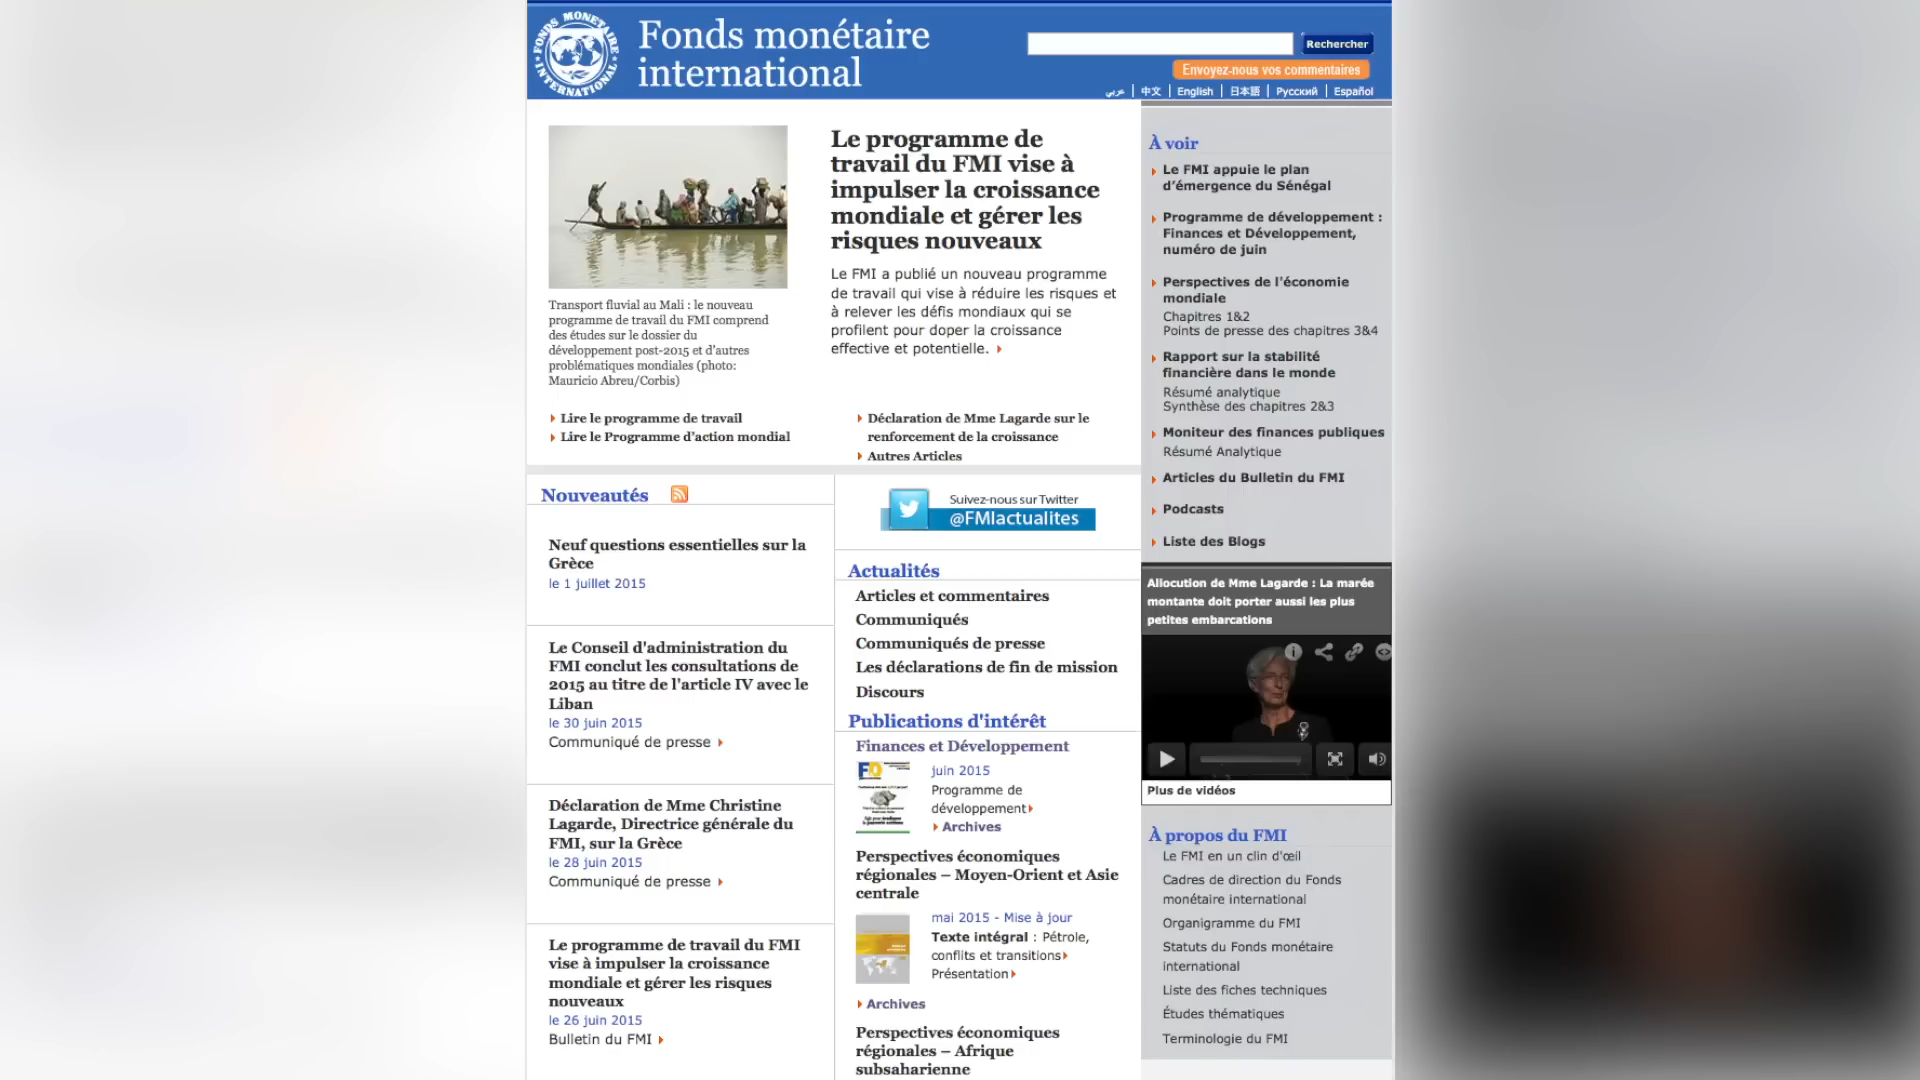 FONDS MONÉTAIRE INTERNATIONAL
Fonds monétaire
international
Rechercher
Envoyez-nous vos commentaires
عربي | 中文 | English | 日本語 | Русский | Español
Le programme de
travail du FMI vise à
impulser la croissance
mondiale et gérer les
risques nouveaux
Le FMI a publié un nouveau programme
de travail qui vise à réduire les risques et
à relever les défis mondiaux qui se
profilent pour doper la croissance
effective et potentielle.
Transport fluvial au Mali : le nouveau
programme de travail du FMI comprend
des études sur le dossier du
développement post-2015 et d'autres
problématiques mondiales (photo:
Mauricio Abreu/Corbis)
Lire le programme de travail
Lire le Programme d'action mondial
Déclaration de Mme Lagarde sur le
renforcement de la croissance
Autres Articles
Nouveautés
Neuf questions essentielles sur la
Grèce
le 1 juillet 2015
Le Conseil d'administration du
FMI conclut les consultations de
2015 au titre de l'article IV avec le
Liban
le 30 juin 2015
Communiqué de presse
Déclaration de Mme Christine
Lagarde, Directrice générale du
FMI, sur la Grèce
le 28 juin 2015
Communiqué de presse
Le programme de travail du FMI
vise à impulser la croissance
mondiale et gérer les risques
nouveaux
le 26 juin 2015
Bulletin du FMI
Suivez-nous sur Twitter
@FMIactualites
Actualités
Articles et commentaires
Communiqués
Communiqués de presse
Les déclarations de fin de mission
Discours
Publications d'intérêt
Finances et Développement
FD
juin 2015
Programme de
développement
Archives
Perspectives économiques
régionales – Moyen-Orient et Asie
centrale
mai 2015 - Mise à jour
Texte intégral : Pétrole,
conflits et transitions
Présentation
Archives
Perspectives économiques
régionales – Afrique
subsaharienne
À voir
Le FMI appuie le plan
d’émergence du Sénégal
Programme de développement :
Finances et Développement,
numéro de juin
Perspectives de l'économie
mondiale
Chapitres 1&2
Points de presse des chapitres 3&4
Rapport sur la stabilité
financière dans le monde
Résumé analytique
Synthèse des chapitres 2&3
Moniteur des finances publiques
Résumé Analytique
Articles du Bulletin du FMI
Podcasts
Liste des Blogs
Allocution de Mme Lagarde : La marée
montante doit porter aussi les plus
petites embarcations
Plus de vidéos
À propos du FMI
Le FMI en un clin d'œil
Cadres de direction du Fonds
monétaire international
Organigramme du FMI
Statuts du Fonds monétaire
international
Liste des fiches techniques
Études thématiques
Terminologie du FMI